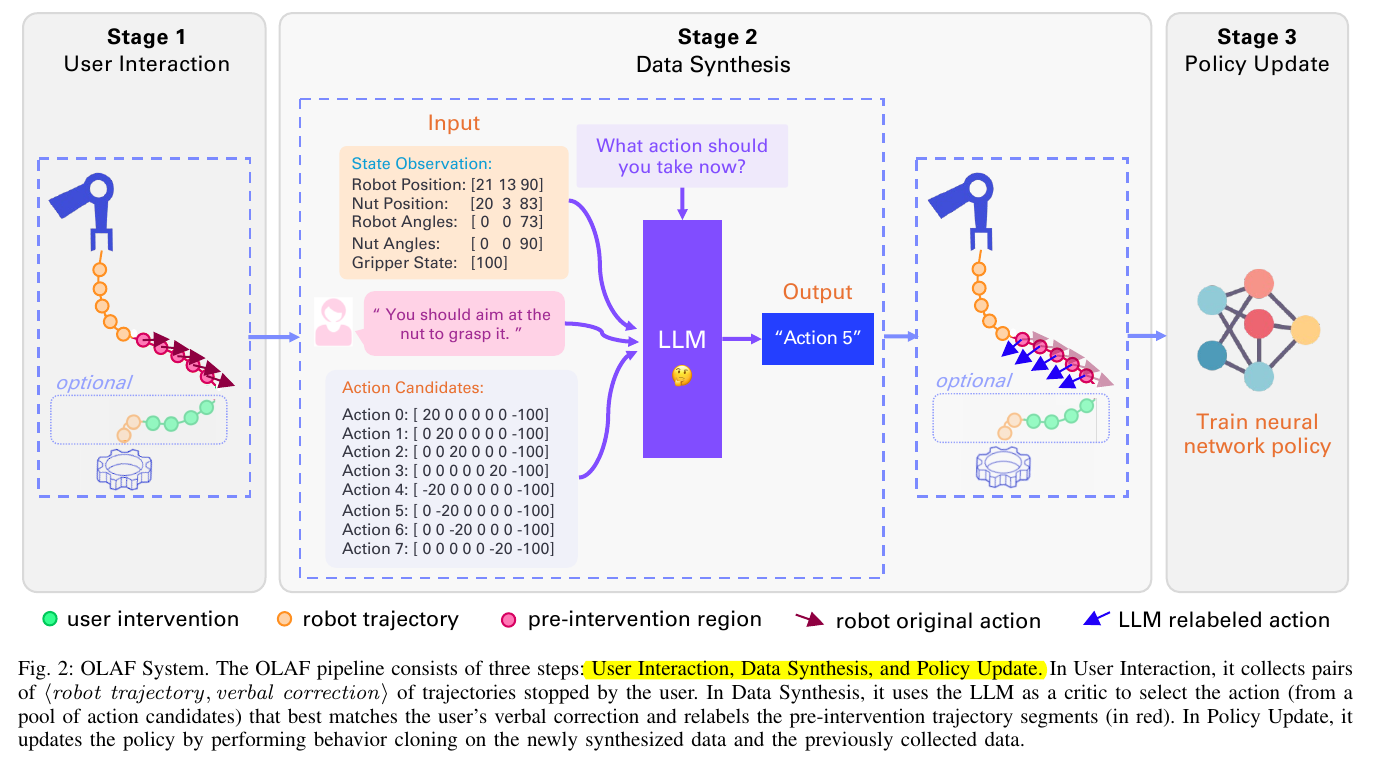 Stage 1
User Interaction
Stage 2
Data Synthesis
Stage 3
Policy Update
Input
State Observation:
Robot Position: [21 13 90]
Nut Position: [20 3 83]
Robot Angles: [ 0 0 73]
Nut Angles: [ 0 0 90]
Gripper State: [100]
What action should
you take now?
“ You should aim at the
nut to grasp it. ”
Action Candidates:
Action 0: [ 20 0 0 0 0 0 -100]
Action 1: [ 0 20 0 0 0 0 -100]
Action 2: [ 0 0 20 0 0 0 -100]
Action 3: [ 0 0 0 0 0 20 -100]
Action 4: [ -20 0 0 0 0 0 -100]
Action 5: [ 0 -20 0 0 0 0 -100]
Action 6: [ 0 0 -20 0 0 0 -100]
Action 7: [ 0 0 0 0 0 -20 -100]
LLM
Output
“Action 5”
optional
optional
Train neural
network policy
user intervention
robot trajectory
pre-intervention region
robot original action
LLM relabeled action
Fig. 2: OLAF System. The OLAF pipeline consists of three steps: User Interaction, Data Synthesis, and Policy Update. In User Interaction, it collects pairs
of ⟨robot trajectory, verbal correction⟩ of trajectories stopped by the user. In Data Synthesis, it uses the LLM as a critic to select the action (from a
pool of action candidates) that best matches the user’s verbal correction and relabels the pre-intervention trajectory segments (in red). In Policy Update, it
updates the policy by performing behavior cloning on the newly synthesized data and the previously collected data.